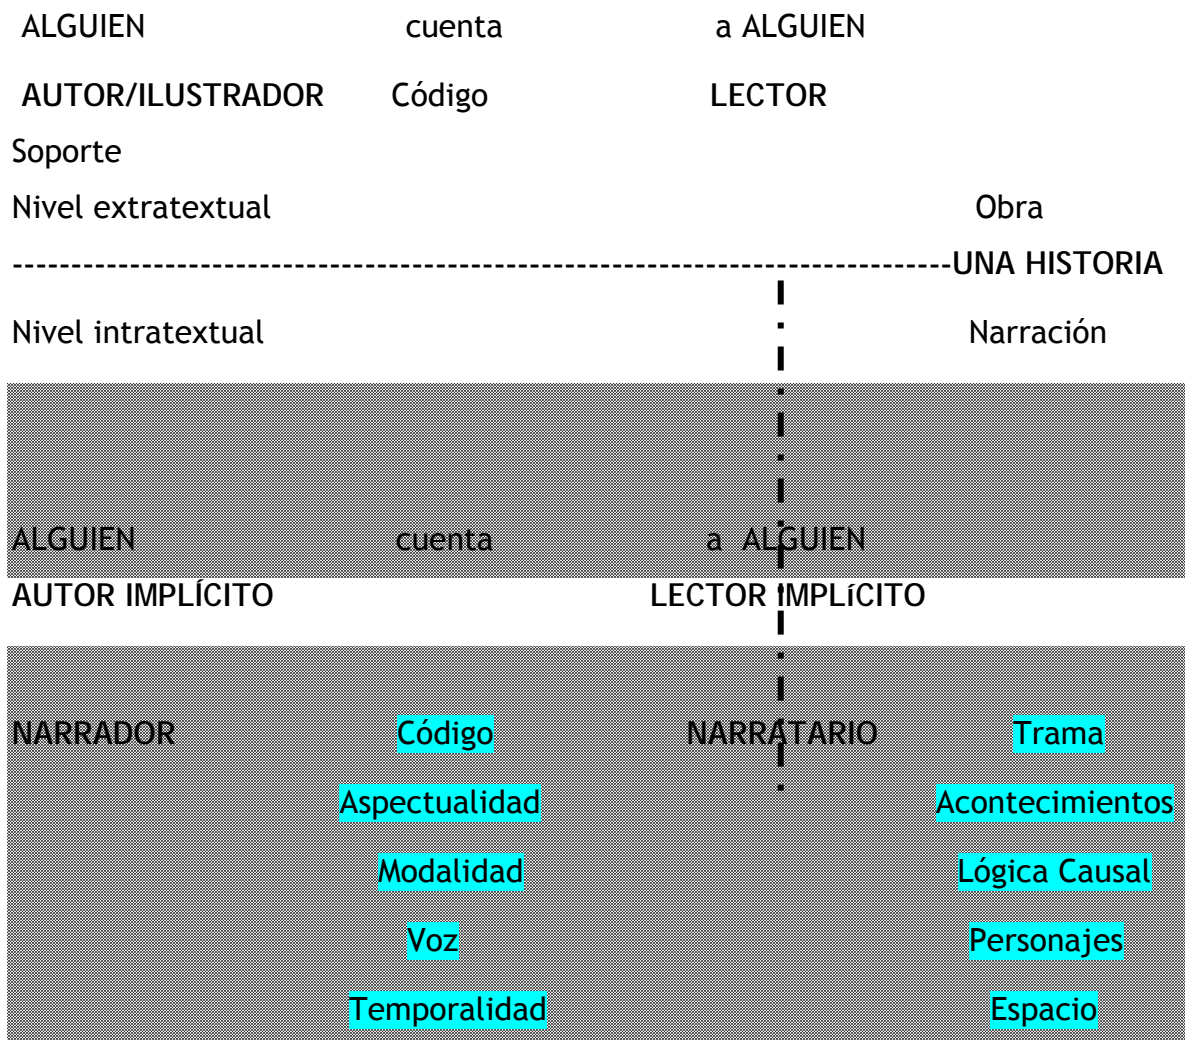 ALGUIEN cuenta a ALGUIEN
AUTOR/ILUSTRADOR Código LECTOR
Soporte
Nivel extratextual Obra
--------------------------------------------------------------------------------UNA HISTORIA
Nivel intratextual Narración
ALGUIEN cuenta a ALGUIEN
AUTOR IMPLÍCITO LECTOR IMPLíCITO
NARRADOR Código NARRATARIO Trama
Aspectualidad Acontecimientos
Modalidad Lógica Causal
Voz Personajes
Temporalidad Espacio